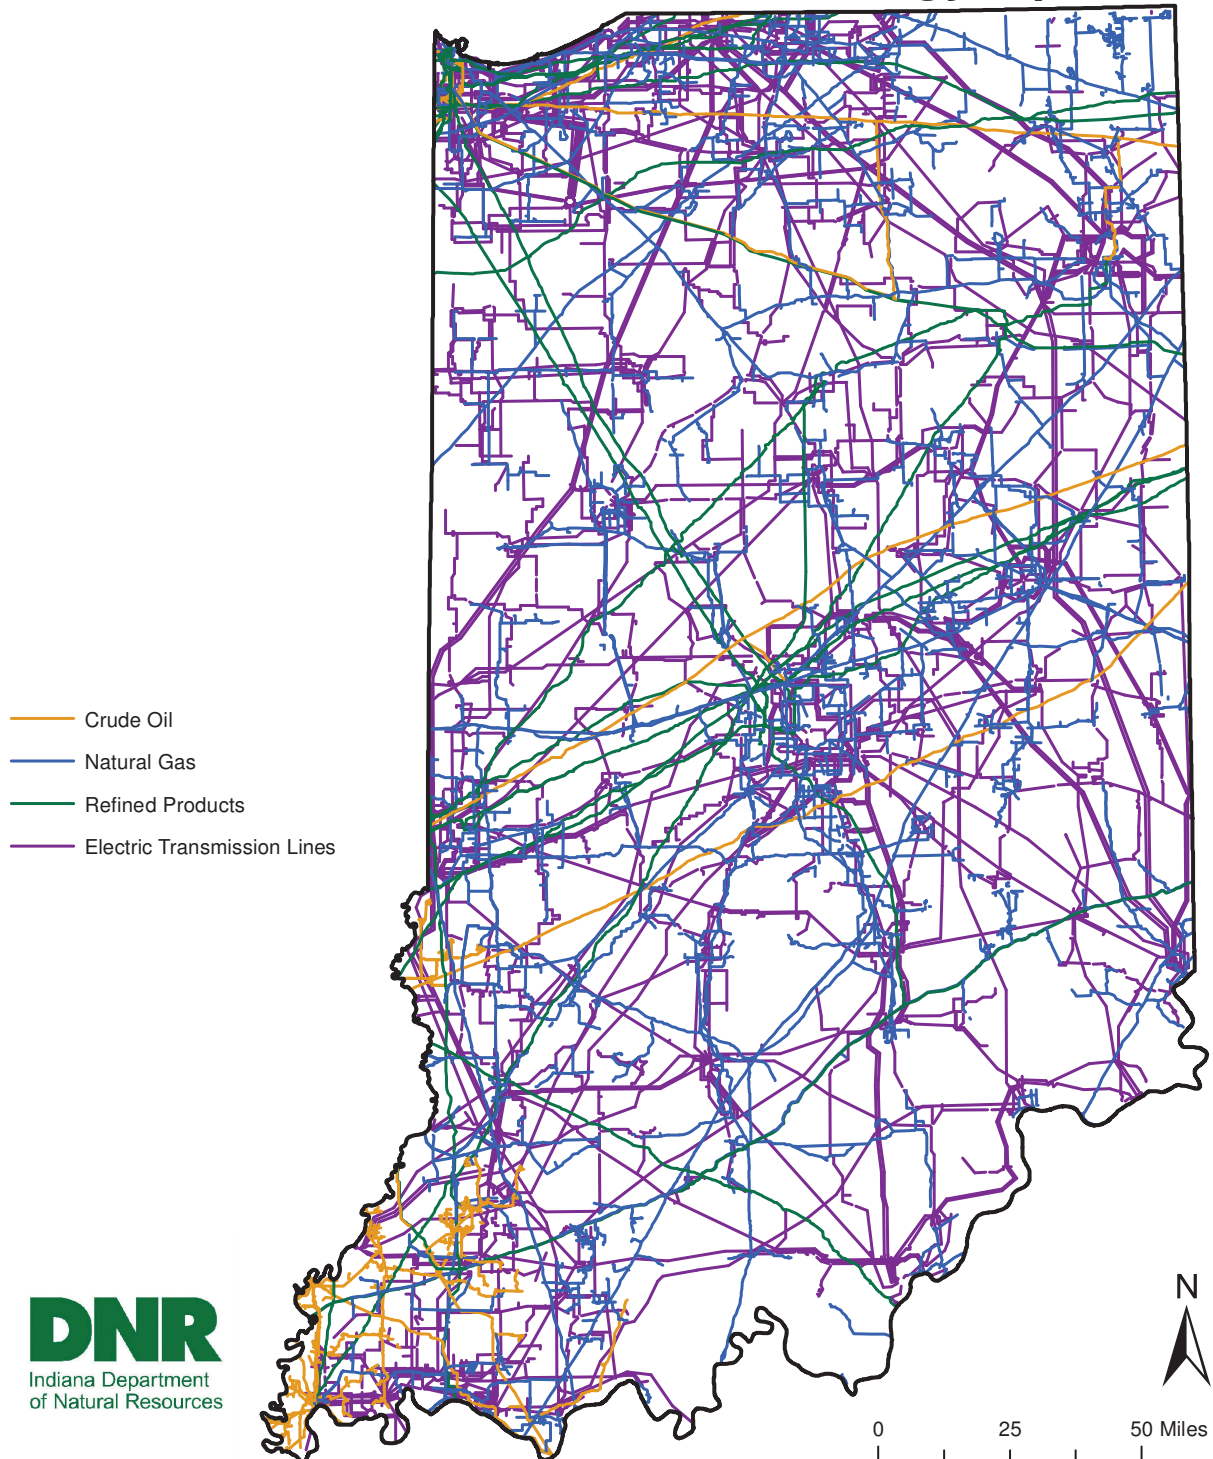 Crude Oil
Natural Gas
Refined Products
Electric Transmission Lines
DNR
Indiana Department
of Natural Resources
N
0 25 50 Miles